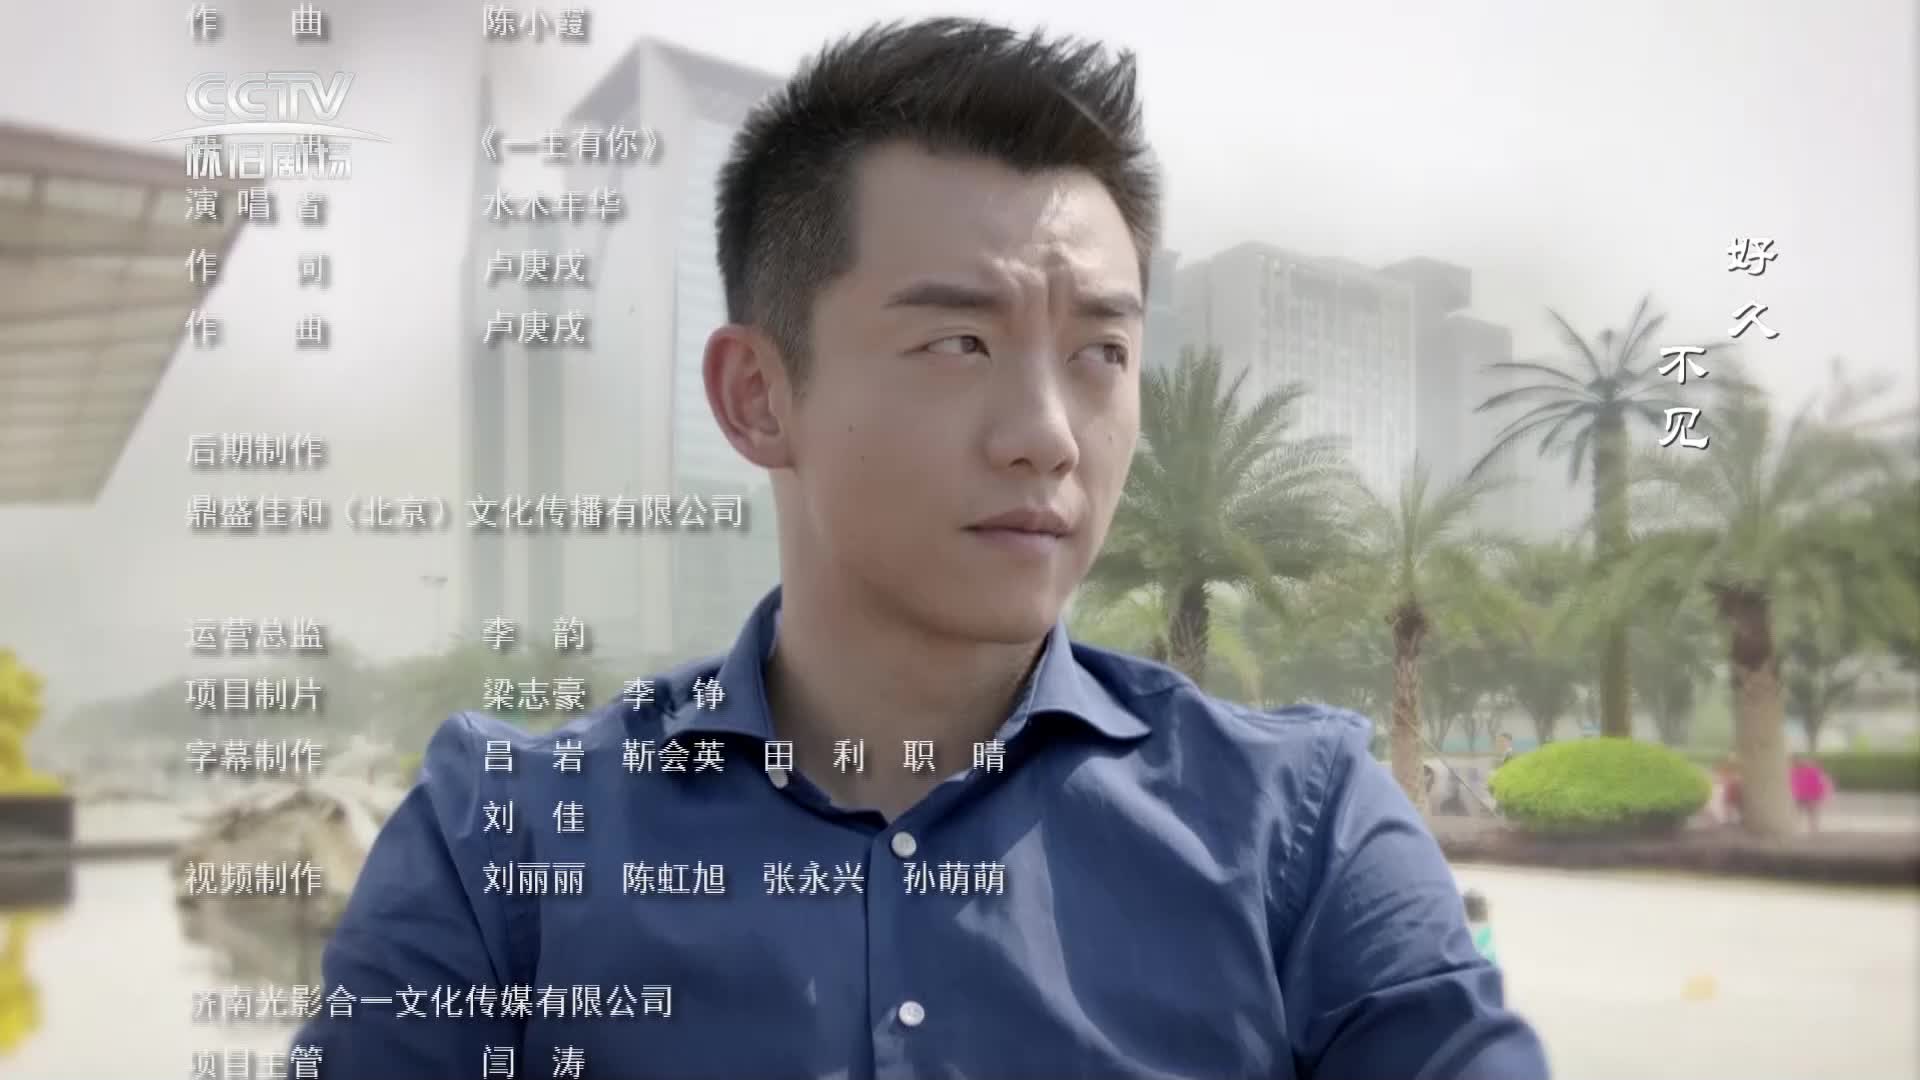 作 曲 陈小霞
CCTV
怀旧剧场
曲 《一生有你》
演唱者 水木年华
作 词 卢庚戌
作 曲 卢庚戌
后期制作
鼎盛佳和（北京）文化传播有限公司
运营总监 李 韵
项目制片 梁志豪 李 铮
字幕制作 吕 岩 靳会英 田 利 职 晴
刘 佳
视频制作 刘丽丽 陈虹旭 张永兴 孙萌萌
济南光影合一文化传媒有限公司
项目主管 闫 涛
好久
不见